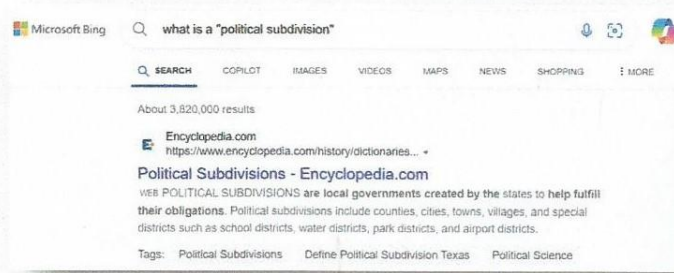 Microsoft Bing
what is a "political subdivision"
SEARCH COPILOT IMAGES VIDEOS MAPS NEWS SHOPPING MORE
About 3,820,000 results
Encyclopedia.com
https://www.encyclopedia.com/history/dictionaries...
Political Subdivisions - Encyclopedia.com
WEB POLITICAL SUBDIVISIONS are local governments created by the states to help fulfill
their obligations. Political subdivisions include counties, cities, towns, villages, and special
districts such as school districts, water districts, park districts, and airport districts.
Tags: Political Subdivisions Define Political Subdivision Texas Political Science